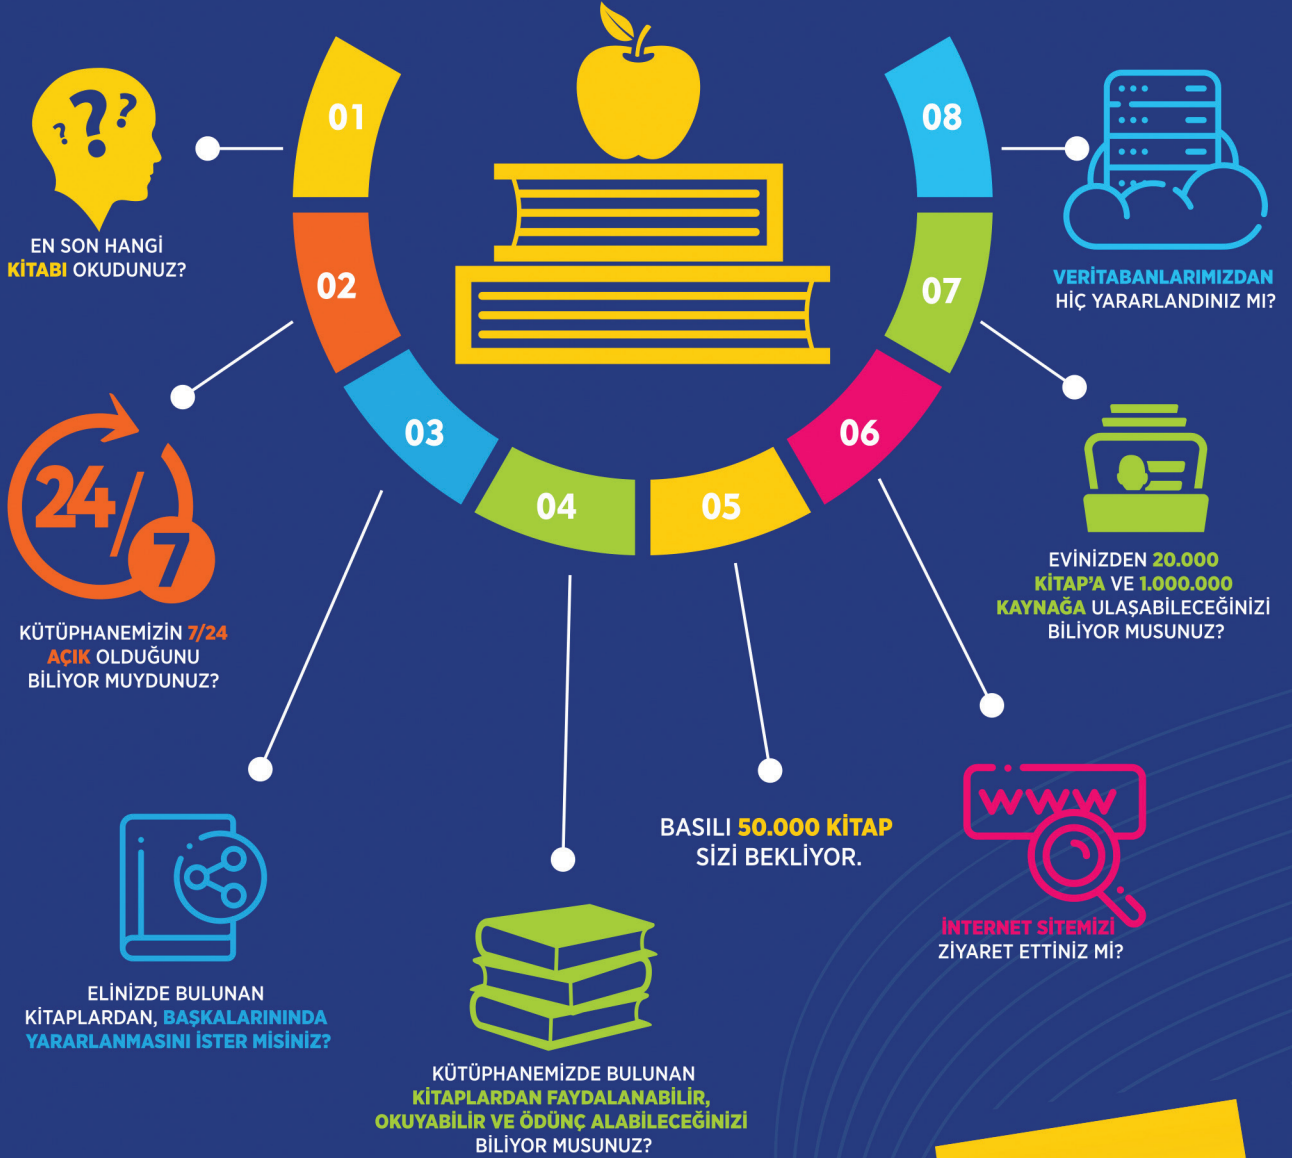 01
EN SON HANGİ
KİTABI OKUDUNUZ?
02
24/7
KÜTÜPHANEMİZİN 7/24
AÇIK OLDUĞUNU
BİLİYOR MUYDUNUZ?
03
ELİNİZDE BULUNAN
KİTAPLARDAN, BAŞKALARININDA
YARARLANMASINI İSTER MİSİNİZ?
04
KÜTÜPHANEMİZDE BULUNAN
KİTAPLARDAN FAYDALANABİLİR,
OKUYABİLİR VE ÖDÜNÇ ALABİLECEĞİNİZİ
BİLİYOR MUSUNUZ?
05
BASILI 50.000 KİTAP
SİZİ BEKLİYOR.
06
WWW
İNTERNET SİTEMİZİ
ZİYARET ETTİNİZ Mİ?
07
EVİNİZDEN 20.000
KİTAP'A VE 1.000.000
KAYNAĞA ULAŞABİLECEĞİNİZİ
BİLİYOR MUSUNUZ?
08
VERİTABANLARIMIZDAN
HİÇ YARARLANDINIZ MI?